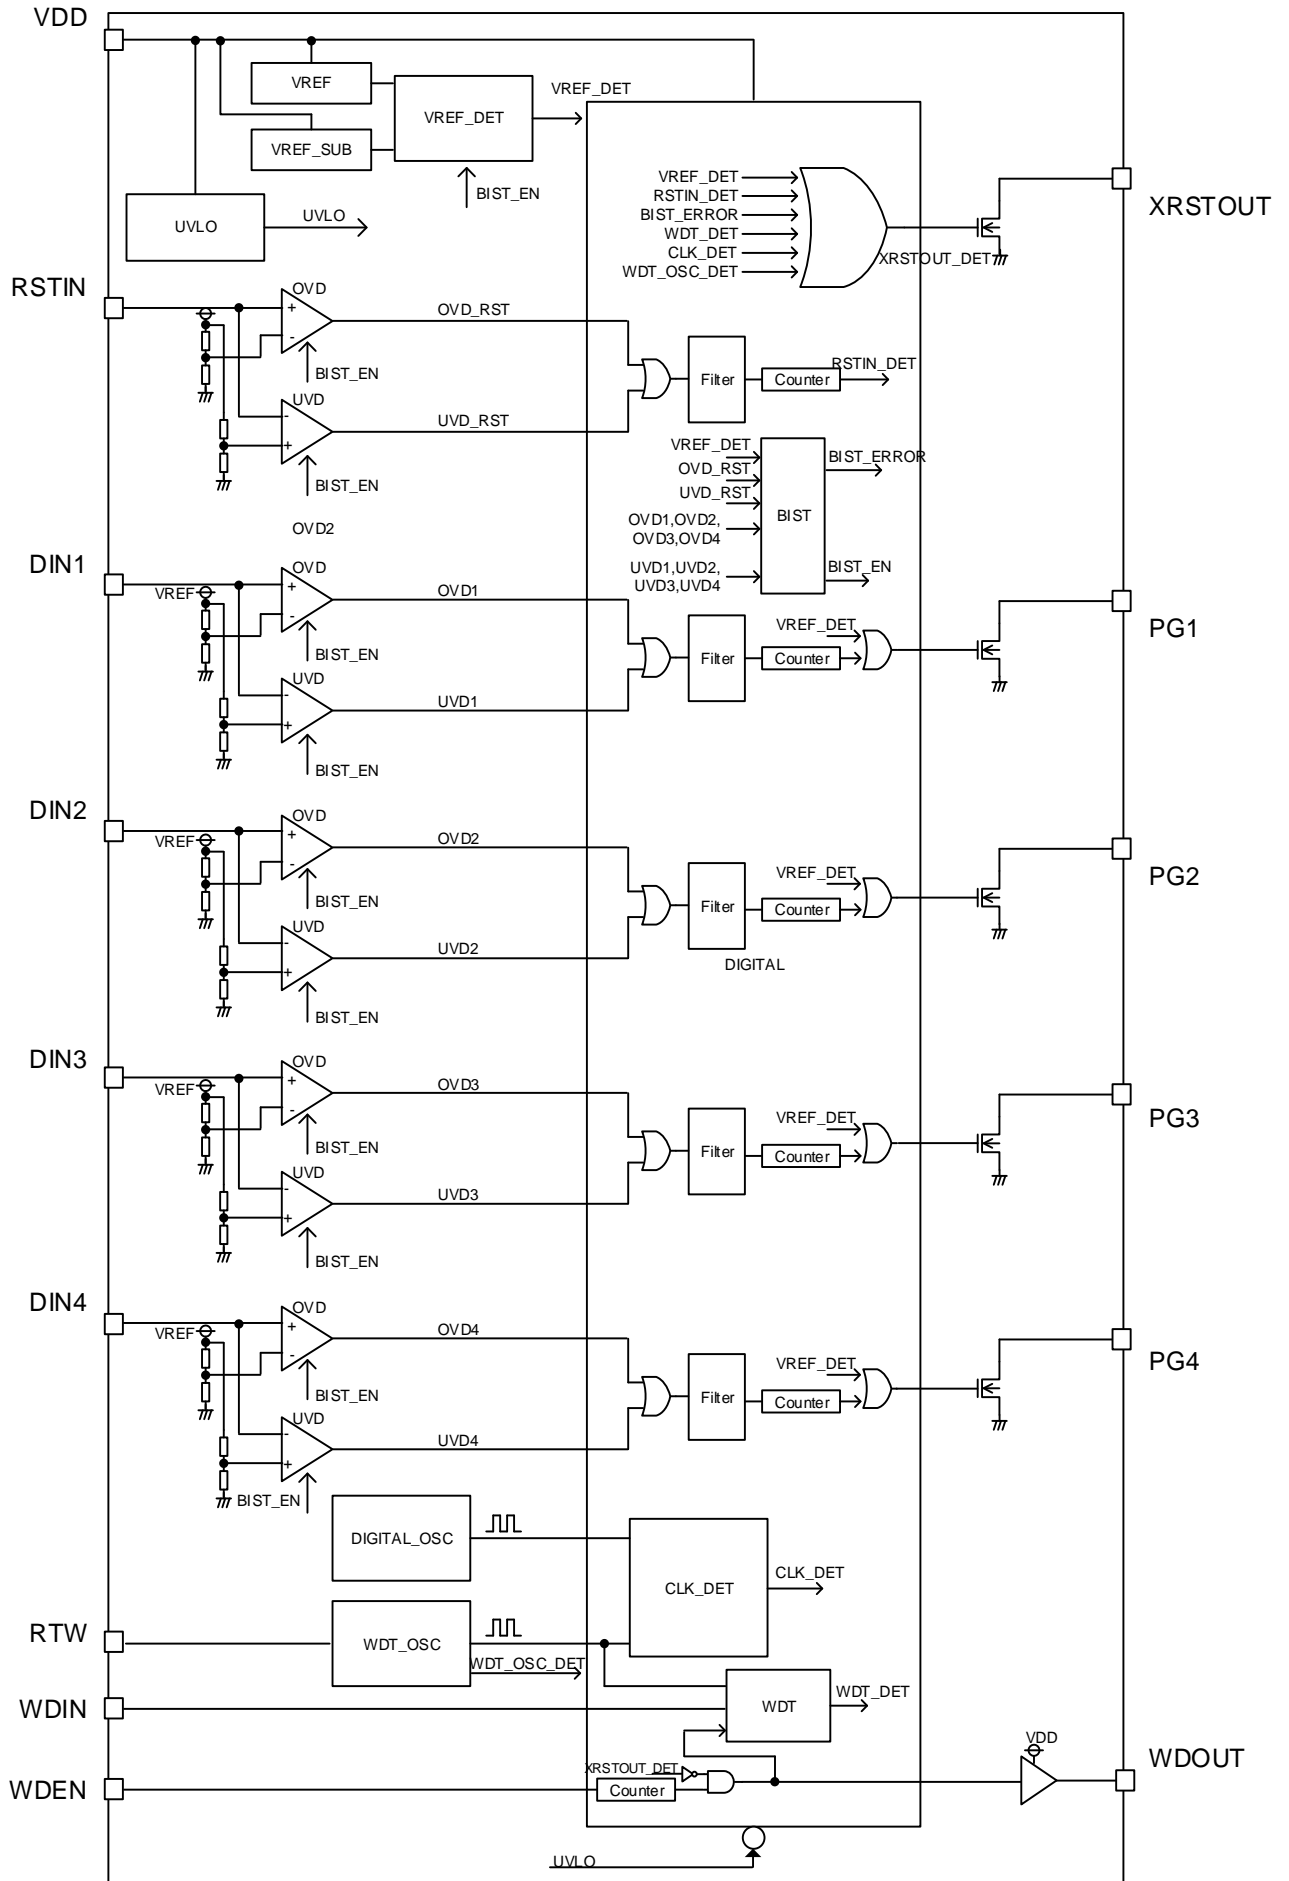 VDD
VREF
VREF_SUB
VREF_DET
VREF_DET
BIST_EN
UVLO
UVLO
VREF_DET
RSTIN_DET
BIST_ERROR
WDT_DET
CLK_DET
WDT_OSC_DET
XRSTOUT_DET
XRSTOUT
RSTIN
OVD
+
-
BIST_EN
OVD_RST
UVD
-
+
BIST_EN
UVD_RST
Filter
Counter
RSTIN_DET
VREF_DET
OVD_RST
UVD_RST
OVD1,OVD2,
OVD3,OVD4
UVD1,UVD2,
UVD3,UVD4
BIST
BIST_ERROR
BIST_EN
OVD2
DIN1
VREF
OVD
+
-
BIST_EN
OVD1
UVD
-
+
BIST_EN
UVD1
Filter
Counter
VREF_DET
PG1
DIN2
VREF
OVD
+
-
BIST_EN
OVD2
UVD
-
+
BIST_EN
UVD2
Filter
Counter
VREF_DET
DIGITAL
PG2
DIN3
VREF
OVD
+
-
BIST_EN
OVD3
UVD
-
+
BIST_EN
UVD3
Filter
Counter
VREF_DET
PG3
DIN4
VREF
OVD
+
-
BIST_EN
OVD4
UVD
-
+
BIST_EN
UVD4
Filter
Counter
VREF_DET
PG4
DIGITAL_OSC
CLK_DET
CLK_DET
RTW
WDT_OSC
WDT_OSC_DET
WDIN
WDT
WDT_DET
WDEN
XRSTOUT_DET
Counter
VDD
WDOUT
UVLO